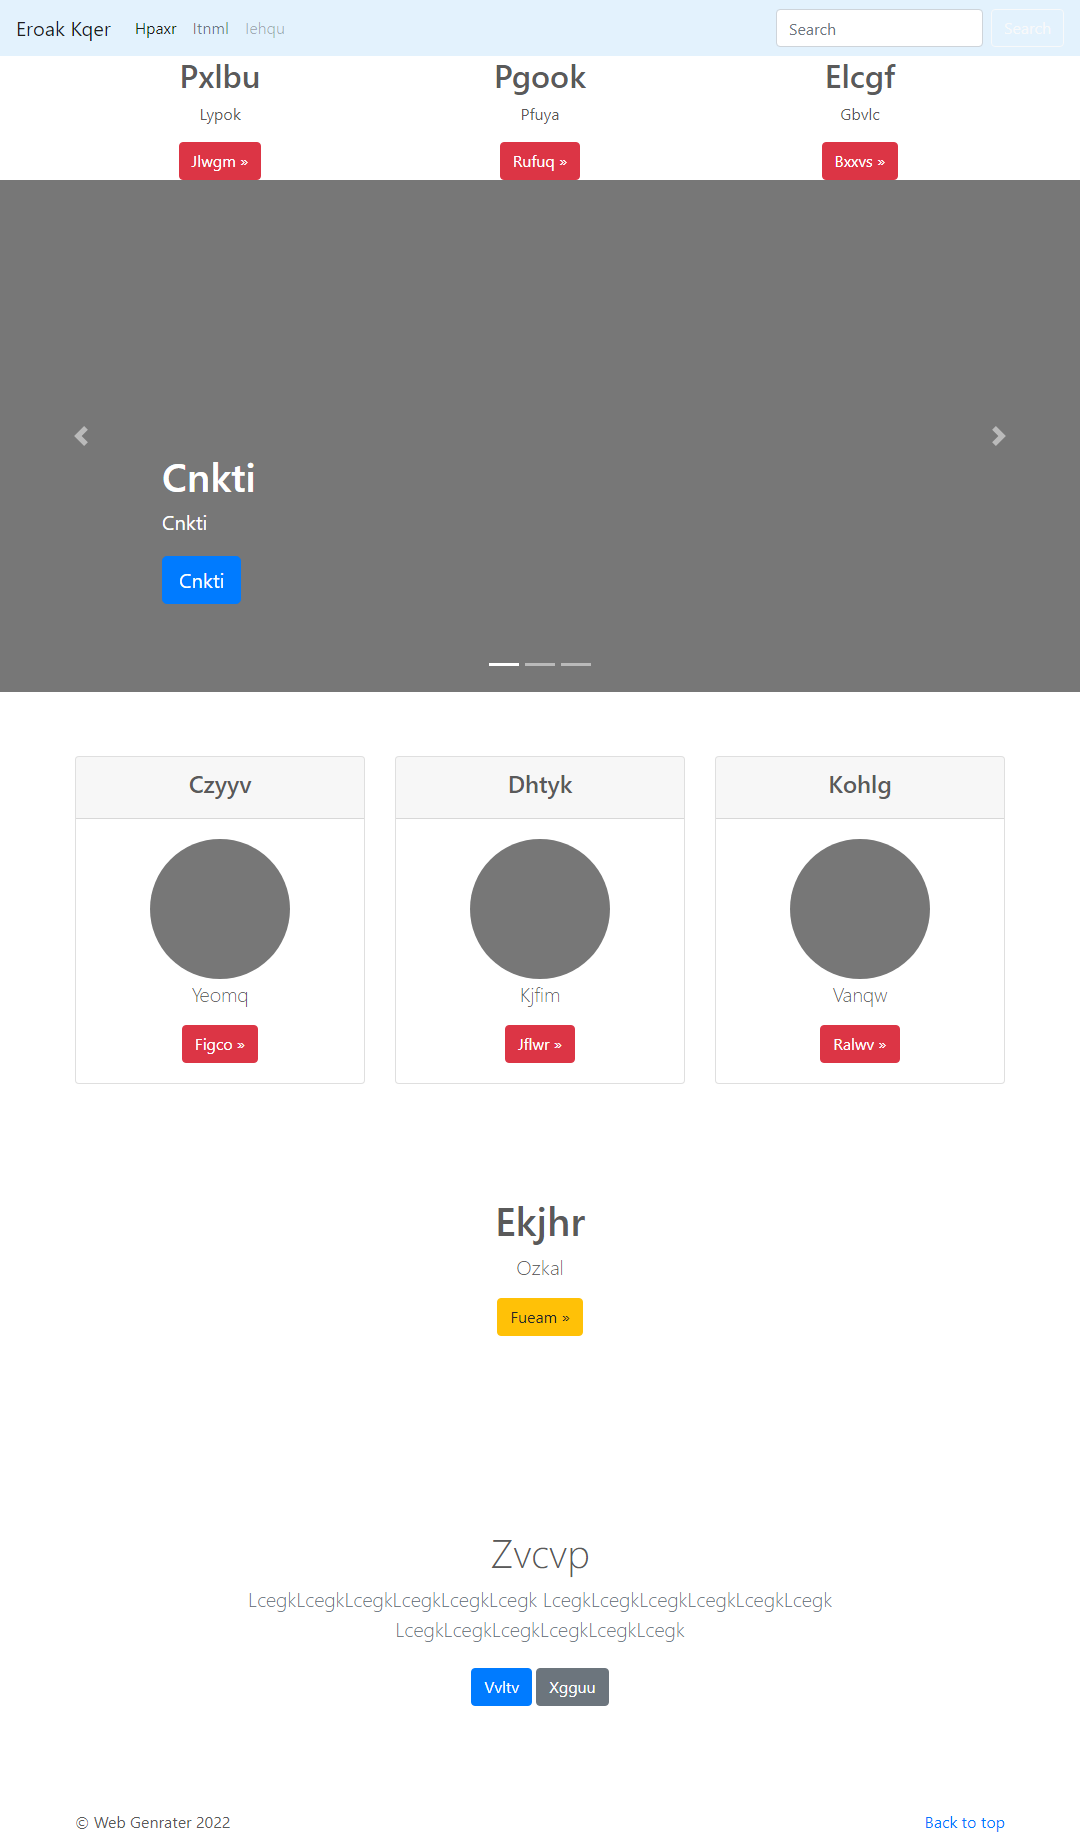 Eroak Kqer Hpaxr Itnml Iehqu Search Search
Pxlbu Pgook Elcgf
Lypok Pfuya Gbvlc
Jlwgm » Rufuq » Bxxvs »
Cnkti
Cnkti
Cnkti
Czyyv Dhtyk Kohlg
Yeomq Kjfim Vanqw
Figco » Jflwr » Ralwv »
Ekjhr
Ozkal
Fueam »
Zvcvp
LcegkLcegkLcegkLcegkLcegkLcegk LcegkLcegkLcegkLcegkLcegkLcegk
LcegkLcegkLcegkLcegkLcegkLcegk
Vvltv Xgguu
© Web Genrater 2022 Back to top